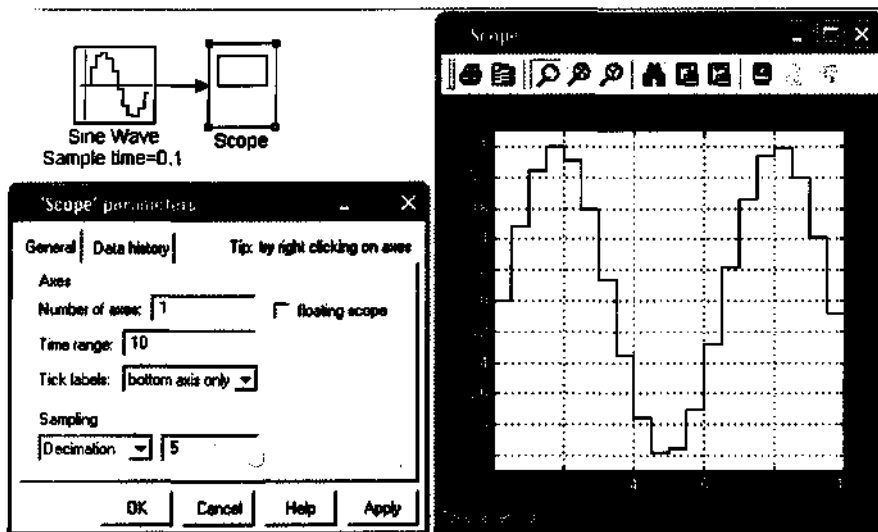 Sine Wave
Sample time=0,1
Scope
'Scope' parameters
General
Data history
Tip: try right clicking on axes
Axes
Number of axes: 1
floating scope
Time range: 10
Tick labels: bottom axis only
Sampling
Decimation
5
OK
Cancel
Help
Apply
Scope